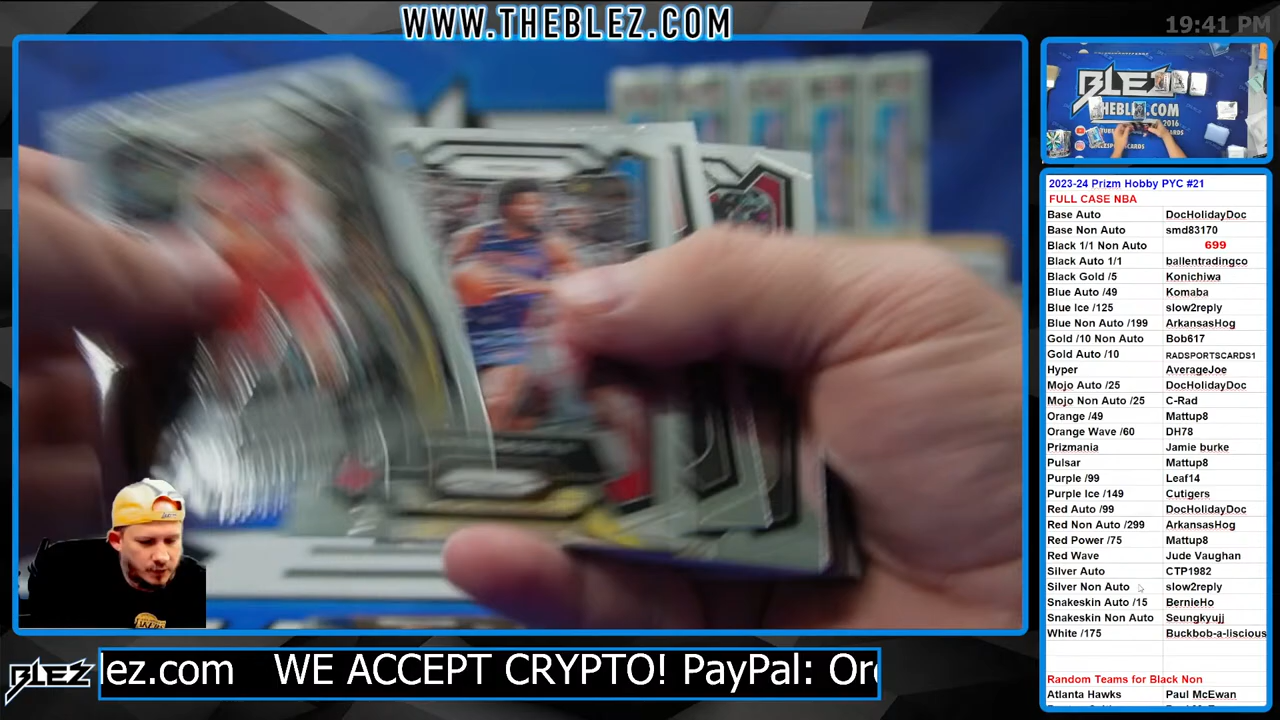 WWW.THEBLEZ.COM
19:41 PM
BLEZ
THEBLEZ.COM
2016
2023-24 Prizm Hobby PYC #21
FULL CASE NBA
Base Auto DocHolidayDoc
Base Non Auto smd83170
Black 1/1 Non Auto 699
Black Auto 1/1 ballentradingco
Black Gold /5 Konichiwa
Blue Auto /49 Komaba
Blue Ice /125 slow2reply
Blue Non Auto /199 ArkansasHog
Gold /10 Non Auto Bob617
Gold Auto /10 RADSPORTSCARDS1
Hyper AverageJoe
Mojo Auto /25 DocHolidayDoc
Mojo Non Auto /25 C-Rad
Orange /49 Mattup8
Orange Wave /60 DH78
Prizmania Jamie burke
Pulsar Mattup8
Purple /99 Leaf14
Purple Ice /149 Cutigers
Red Auto /99 DocHolidayDoc
Red Non Auto /299 ArkansasHog
Red Power /75 Mattup8
Red Wave Jude Vaughan
Silver Auto CTP1982
Silver Non Auto slow2reply
Snakeskin Auto /15 BernieHo
Snakeskin Non Auto Seungkyujj
White /175 Buckbob-a-liscious
Random Teams for Black Non
Atlanta Hawks Paul McEwan
BLEZ
lez.com WE ACCEPT CRYPTO! PayPal: Or